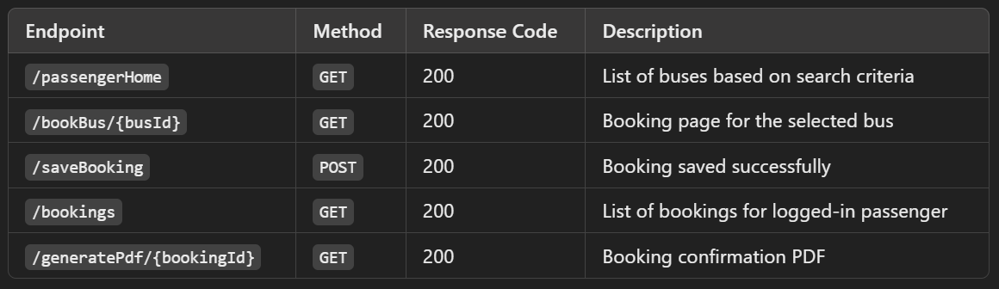 Endpoint Method Response Code Description
/passengerHome GET 200 List of buses based on search criteria
/bookBus/{busId} GET 200 Booking page for the selected bus
/saveBooking POST 200 Booking saved successfully
/bookings GET 200 List of bookings for logged-in passenger
/generatePdf/{bookingId} GET 200 Booking confirmation PDF